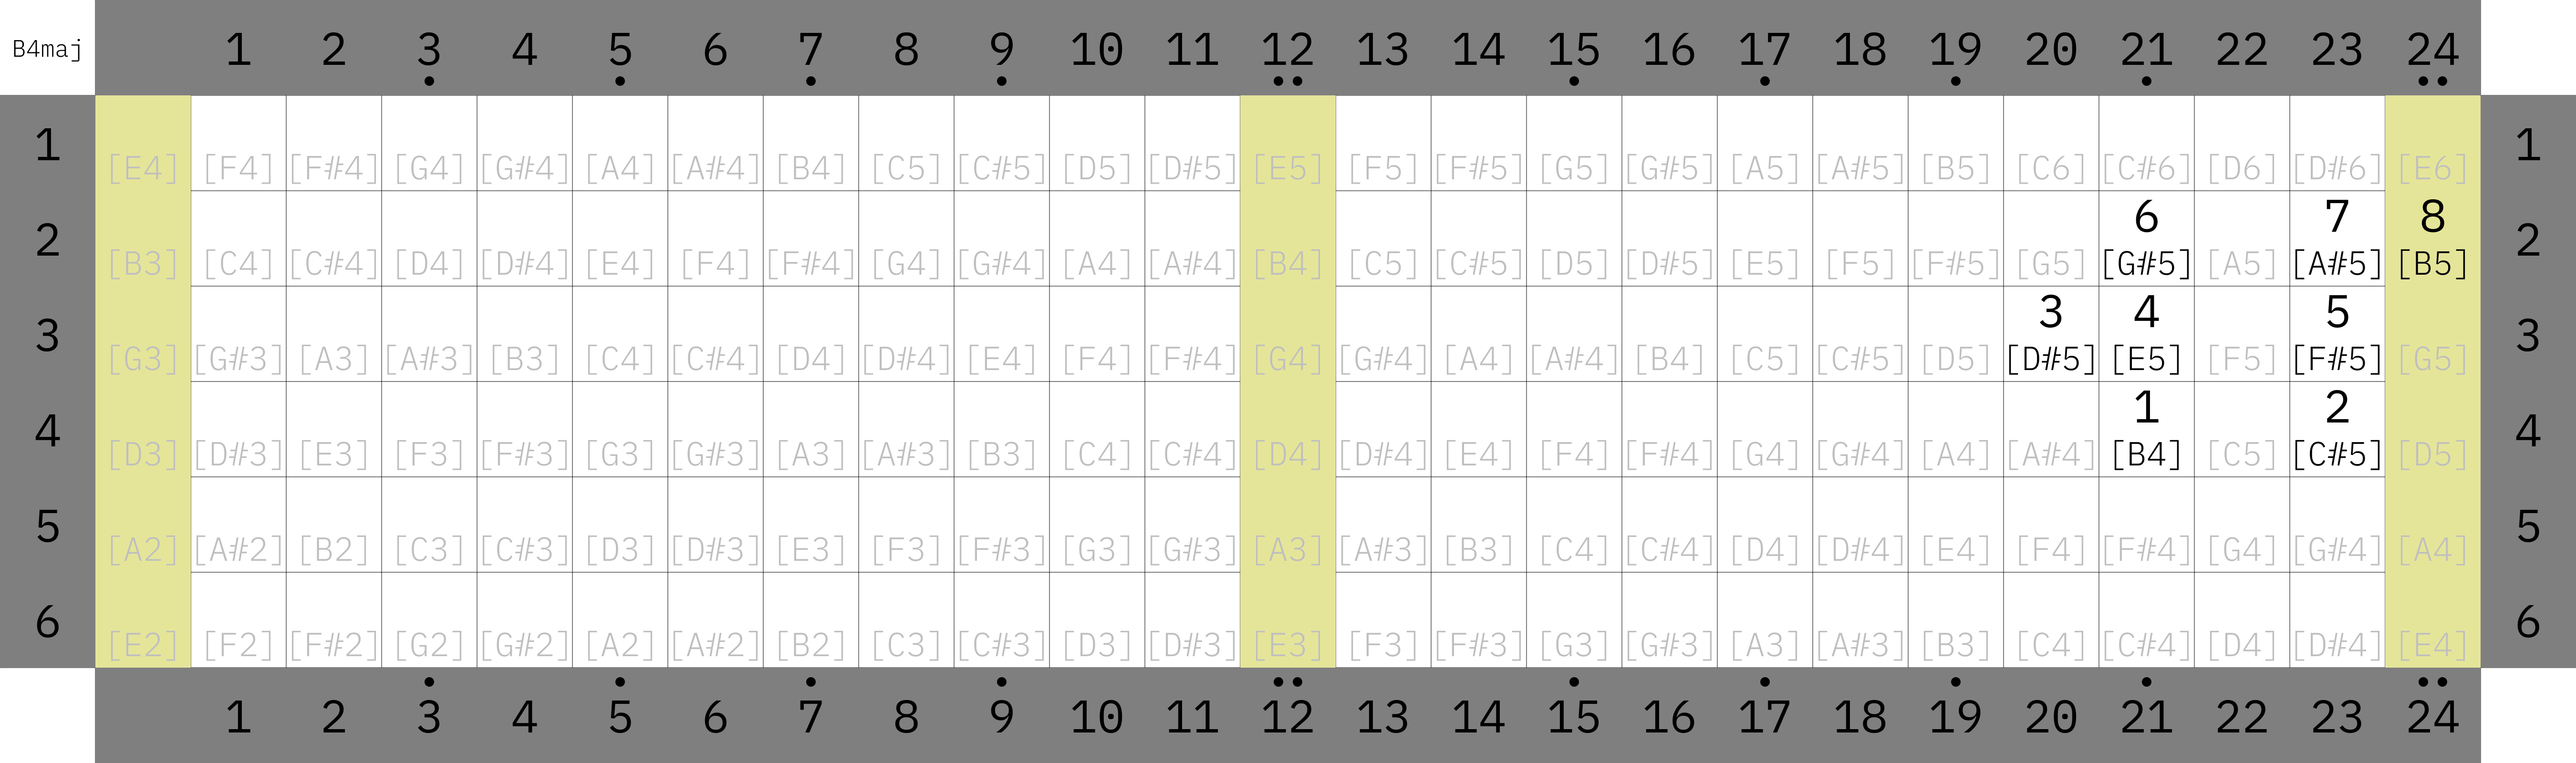 B4maj 1 2 3 4 5 6 7 8 9 10 11 12 13 14 15 16 17 18 19 20 21 22 23 24
1 [E4] [F4] [F#4] [G4] [G#4] [A4] [A#4] [B4] [C5] [C#5] [D5] [D#5] [E5] [F5] [F#5] [G5] [G#5] [A5] [A#5] [B5] [C6] [C#6] [D6] [D#6] [E6] 1
6 7 8
2 [B3] [C4] [C#4] [D4] [D#4] [E4] [F4] [F#4] [G4] [G#4] [A4] [A#4] [B4] [C5] [C#5] [D5] [D#5] [E5] [F5] [F#5] [G5] [G#5] [A5] [A#5] [B5] 2
3 4 5
3 [G3] [G#3] [A3] [A#3] [B3] [C4] [C#4] [D4] [D#4] [E4] [F4] [F#4] [G4] [G#4] [A4] [A#4] [B4] [C5] [C#5] [D5] [D#5] [E5] [F5] [F#5] [G5] 3
1 2
4 [D3] [D#3] [E3] [F3] [F#3] [G3] [G#3] [A3] [A#3] [B3] [C4] [C#4] [D4] [D#4] [E4] [F4] [F#4] [G4] [G#4] [A4] [A#4] [B4] [C5] [C#5] [D5] 4
5 [A2] [A#2] [B2] [C3] [C#3] [D3] [D#3] [E3] [F3] [F#3] [G3] [G#3] [A3] [A#3] [B3] [C4] [C#4] [D4] [D#4] [E4] [F4] [F#4] [G4] [G#4] [A4] 5
6 [E2] [F2] [F#2] [G2] [G#2] [A2] [A#2] [B2] [C3] [C#3] [D3] [D#3] [E3] [F3] [F#3] [G3] [G#3] [A3] [A#3] [B3] [C4] [C#4] [D4] [D#4] [E4] 6
1 2 3 4 5 6 7 8 9 10 11 12 13 14 15 16 17 18 19 20 21 22 23 24